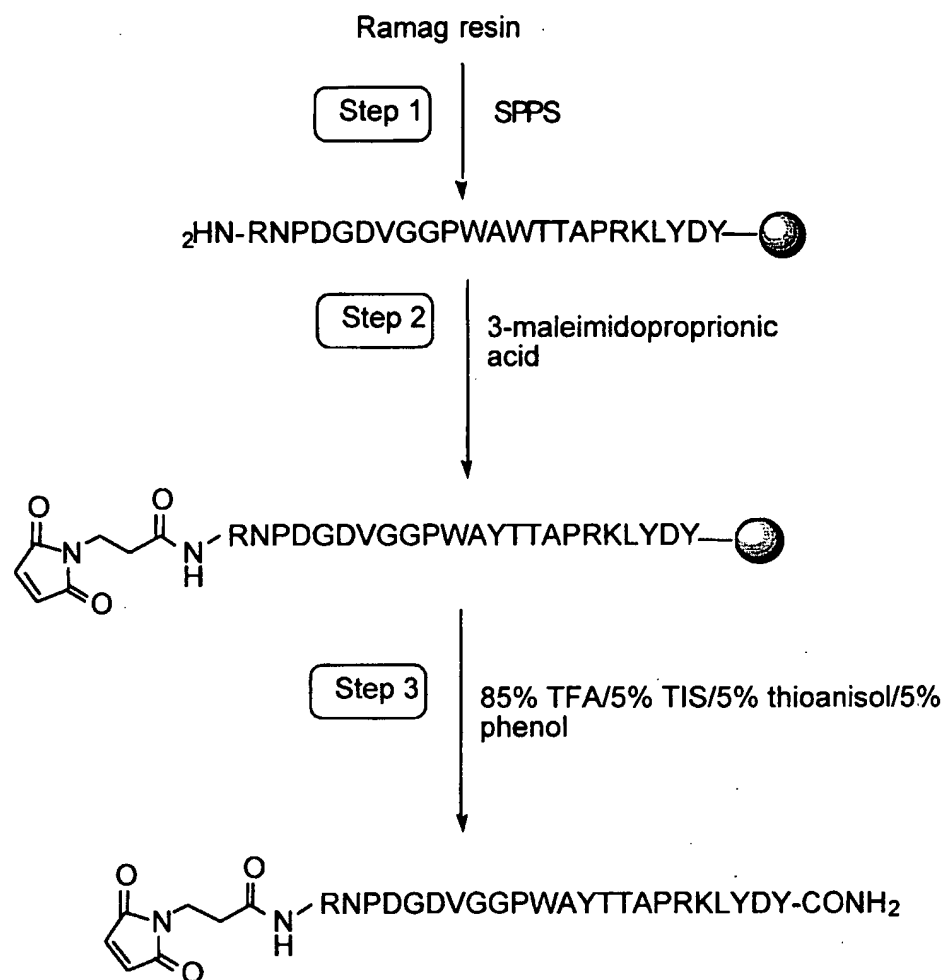 Ramag resin
Step 1
SPPS
2HN-RNPDGDVGGPWAWTTAPRKLYDY
Step 2
3-maleimidoproprionic
acid
O
O
N
N
H
RNPDGDVGGPWAYTTAPRKLYDY
O
Step 3
85% TFA/5% TIS/5% thioanisol/5%
phenol
O
O
N
N
H
RNPDGDVGGPWAYTTAPRKLYDY-CONH2
O